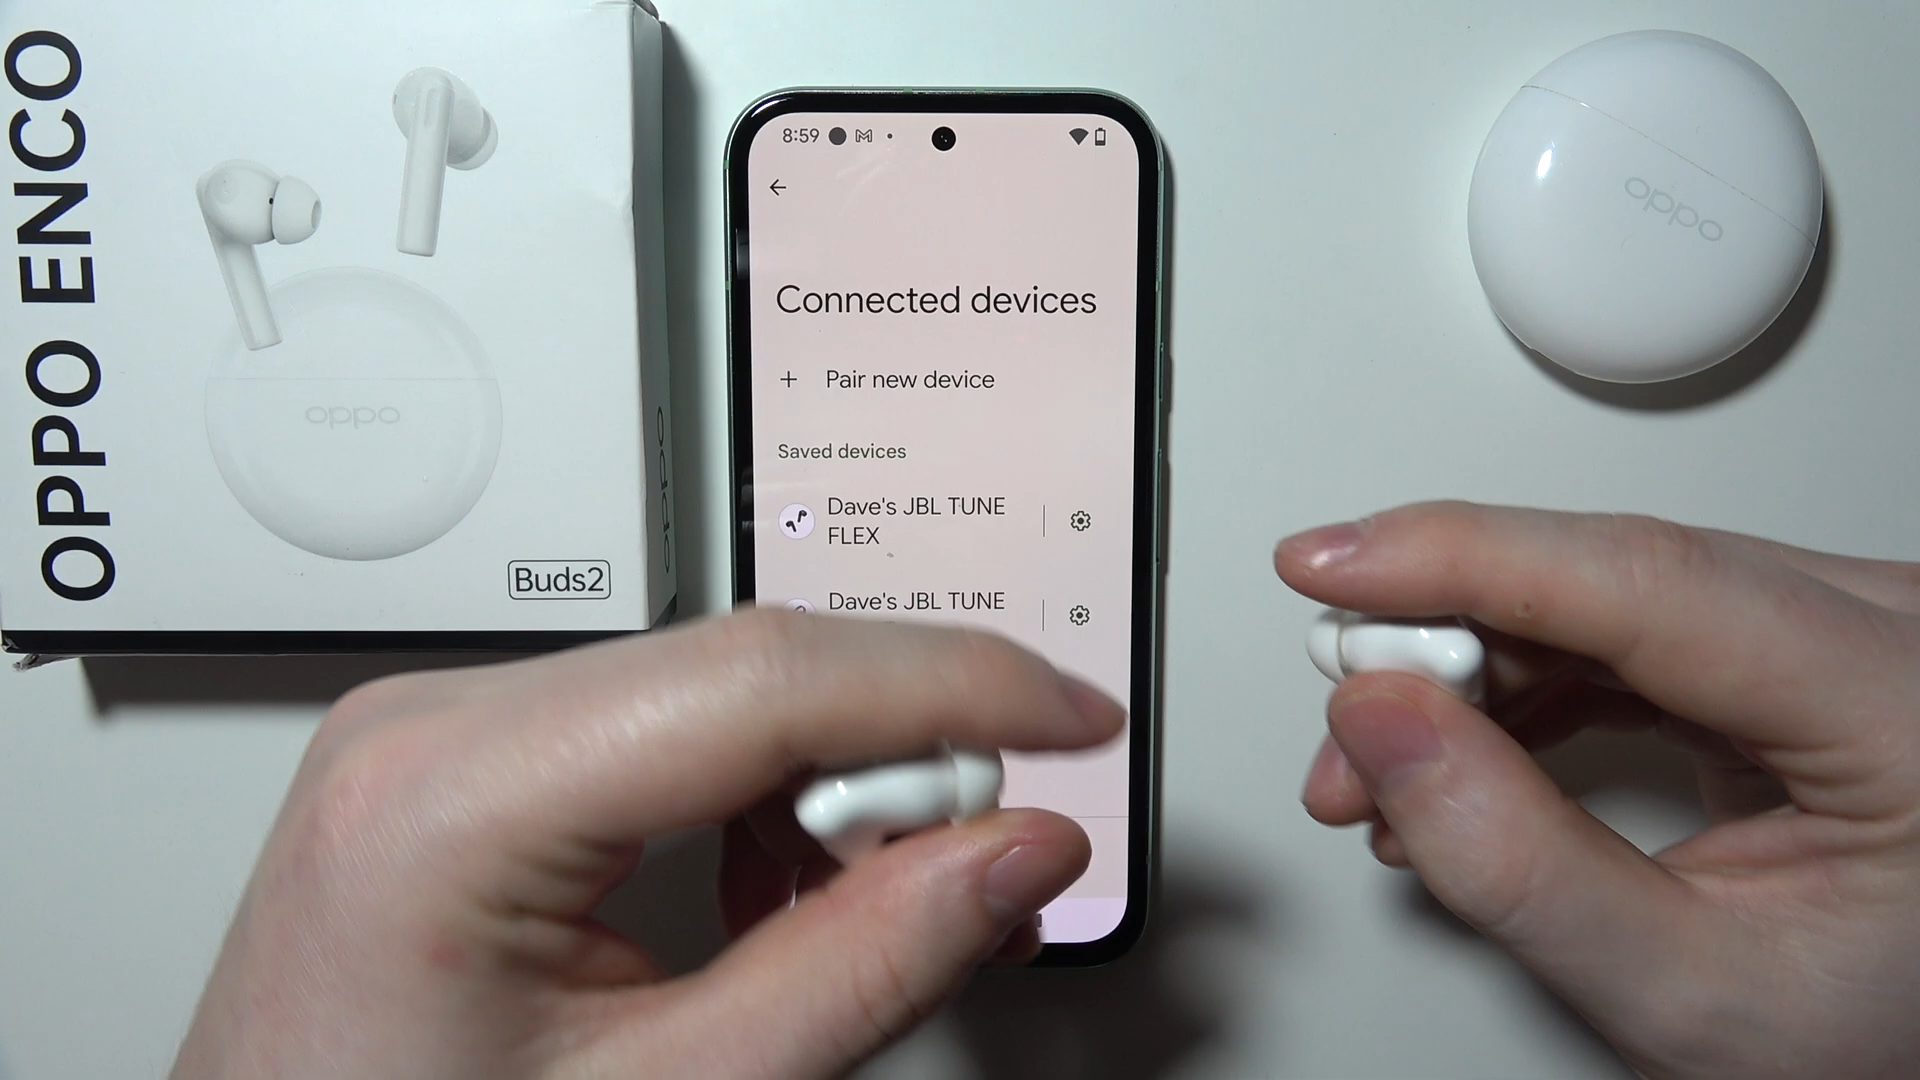 OPPO ENCO
oppo
Buds2
oppo
8:59
Connected devices
+ Pair new device
Saved devices
Dave's JBL TUNE
FLEX
Dave's JBL TUNE
oppo